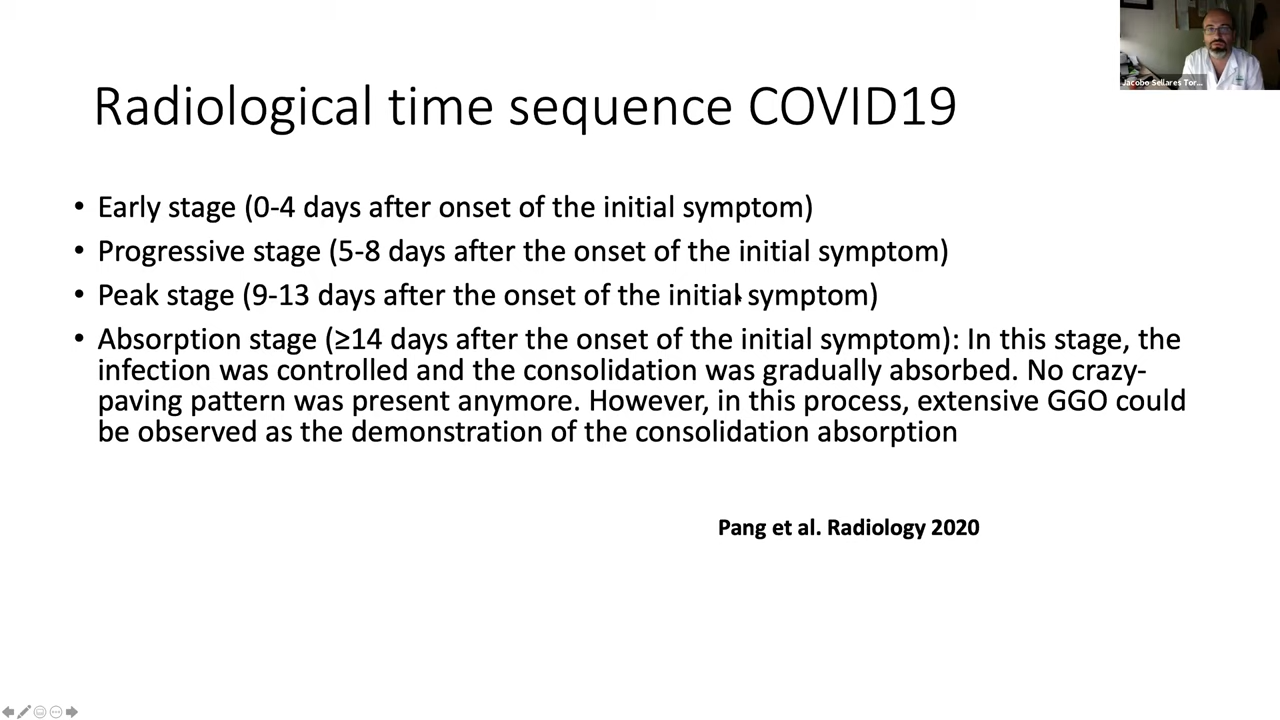 Jacobo Sellares Tor...
Radiological time sequence COVID19
• Early stage (0-4 days after onset of the initial symptom)
• Progressive stage (5-8 days after the onset of the initial symptom)
• Peak stage (9-13 days after the onset of the initial symptom)
• Absorption stage (≥14 days after the onset of the initial symptom): In this stage, the
infection was controlled and the consolidation was gradually absorbed. No crazy-
paving pattern was present anymore. However, in this process, extensive GGO could
be observed as the demonstration of the consolidation absorption
Pang et al. Radiology 2020